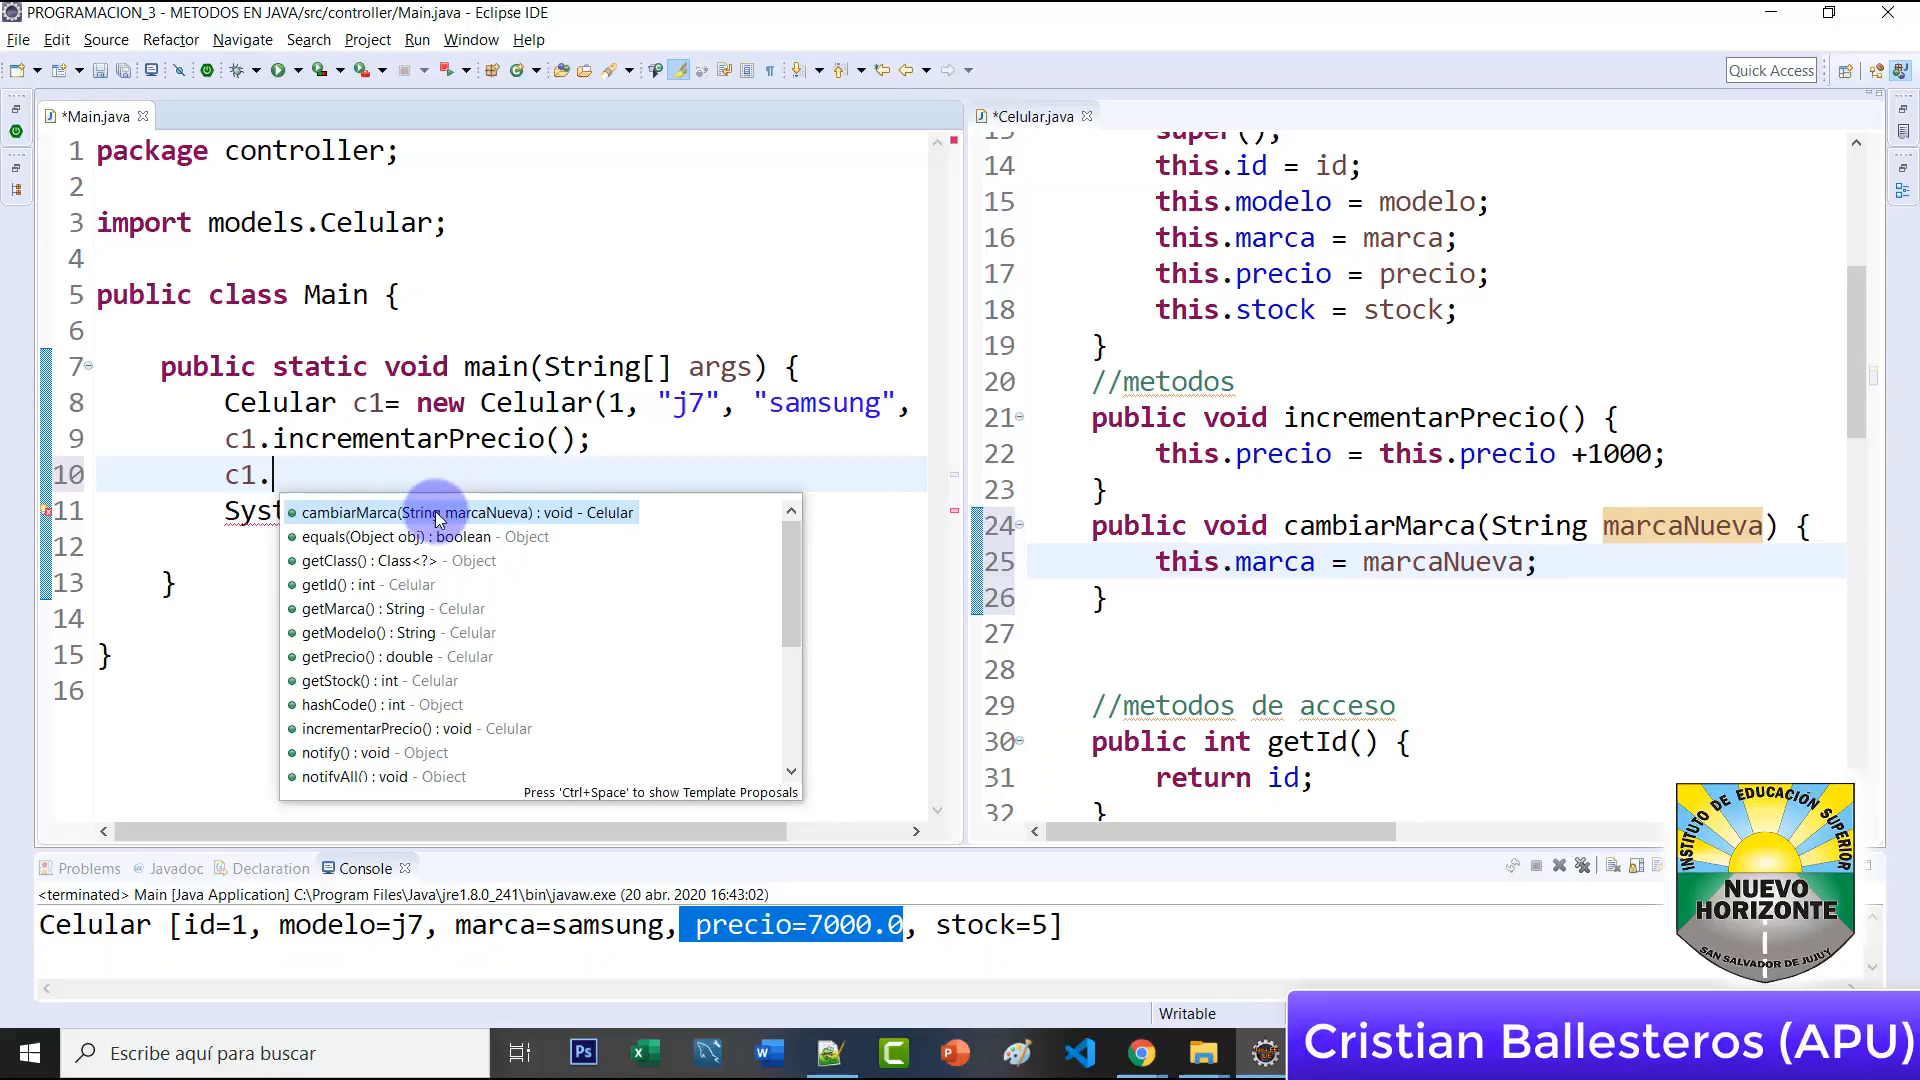 PROGRAMACION_3 - METODOS EN JAVA/src/controller/Main.java - Eclipse IDE
File Edit Source Refactor Navigate Search Project Run Window Help
Quick Access
*Main.java
1 package controller;
2
3 import models.Celular;
4
5 public class Main {
6
7 public static void main(String[] args) {
8 Celular c1= new Celular(1, "j7", "samsung",
9 c1.incrementarPrecio();
10 c1.
11 Syst
12
13 }
14
15 }
16
cambiarMarca(String marcaNueva) : void - Celular
equals(Object obj) : boolean - Object
getClass() : Class<?> - Object
getId() : int - Celular
getMarca() : String - Celular
getModelo() : String - Celular
getPrecio() : double - Celular
getStock() : int - Celular
hashCode() : int - Object
incrementarPrecio() : void - Celular
notify() : void - Object
notifyAll() : void - Object
Press 'Ctrl+Space' to show Template Proposals
*Celular.java
13 super();
14 this.id = id;
15 this.modelo = modelo;
16 this.marca = marca;
17 this.precio = precio;
18 this.stock = stock;
19 }
20 //metodos
21 public void incrementarPrecio() {
22 this.precio = this.precio +1000;
23 }
24 public void cambiarMarca(String marcaNueva) {
25 this.marca = marcaNueva;
26 }
27
28
29 //metodos de acceso
30 public int getId() {
31 return id;
32 }
Problems Javadoc Declaration Console
<terminated> Main [Java Application] C:\Program Files\Java\jre1.8.0_241\bin\javaw.exe (20 abr. 2020 16:43:02)
Celular [id=1, modelo=j7, marca=samsung, precio=7000.0, stock=5]
INSTITUTO DE EDUCACIÓN SUPERIOR
NUEVO
HORIZONTE
SAN SALVADOR DE JUJUY
Writable
Cristian Ballesteros (APU)
Escribe aquí para buscar